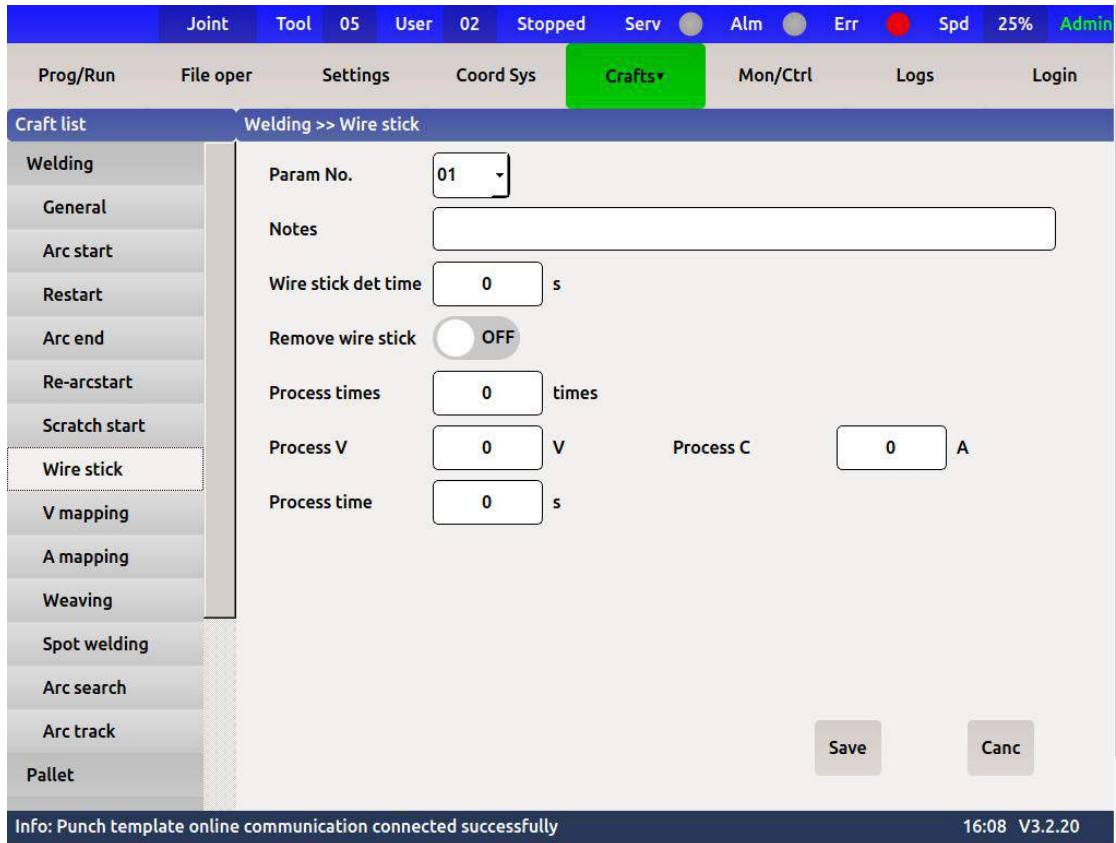 Joint Tool 05 User 02 Stopped Serv Alm Err Spd 25% Admin
Prog/Run File oper Settings Coord Sys Crafts▾ Mon/Ctrl Logs Login
Craft list
Welding >> Wire stick
Welding
General
Arc start
Restart
Arc end
Re-arcstart
Scratch start
Wire stick
V mapping
A mapping
Weaving
Spot welding
Arc search
Arc track
Pallet
Param No. 01
Notes
Wire stick det time 0 s
Remove wire stick OFF
Process times 0 times
Process V 0 V Process C 0 A
Process time 0 s
Save Canc
Info: Punch template online communication connected successfully 16:08 V3.2.20